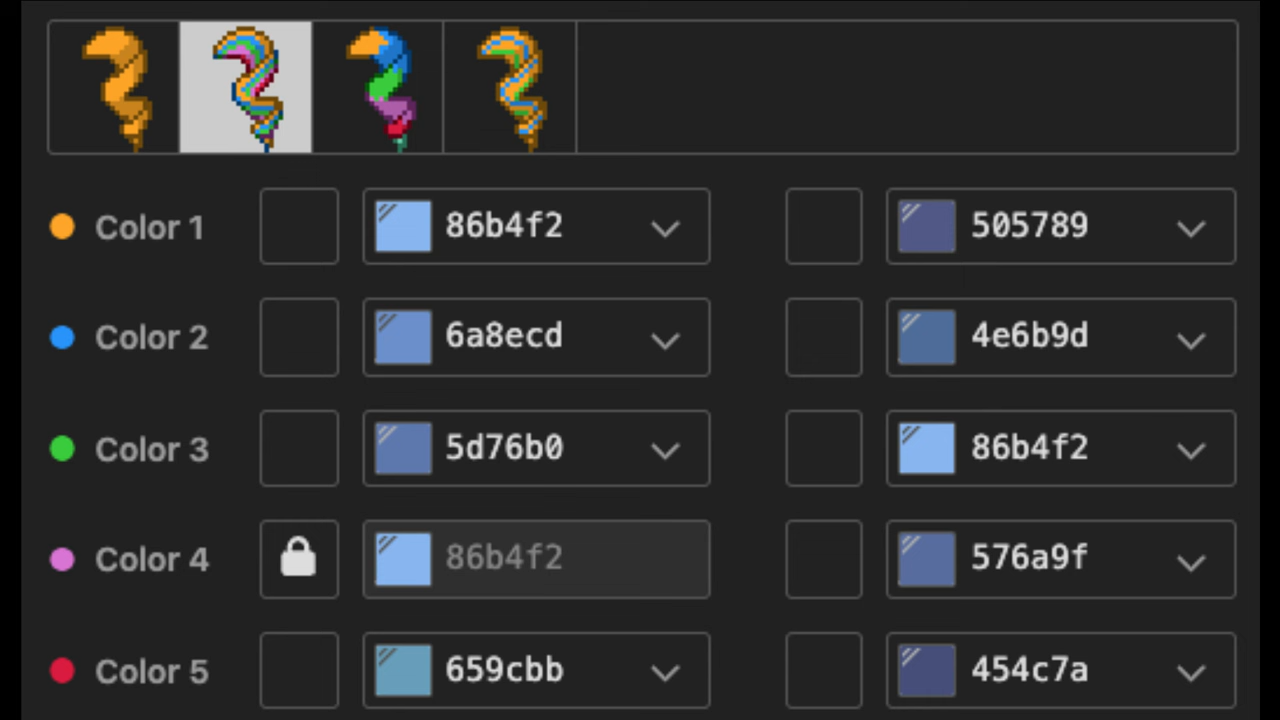 Color 1 86b4f2 505789
Color 2 6a8ecd 4e6b9d
Color 3 5d76b0 86b4f2
Color 4 86b4f2 576a9f
Color 5 659cbb 454c7a